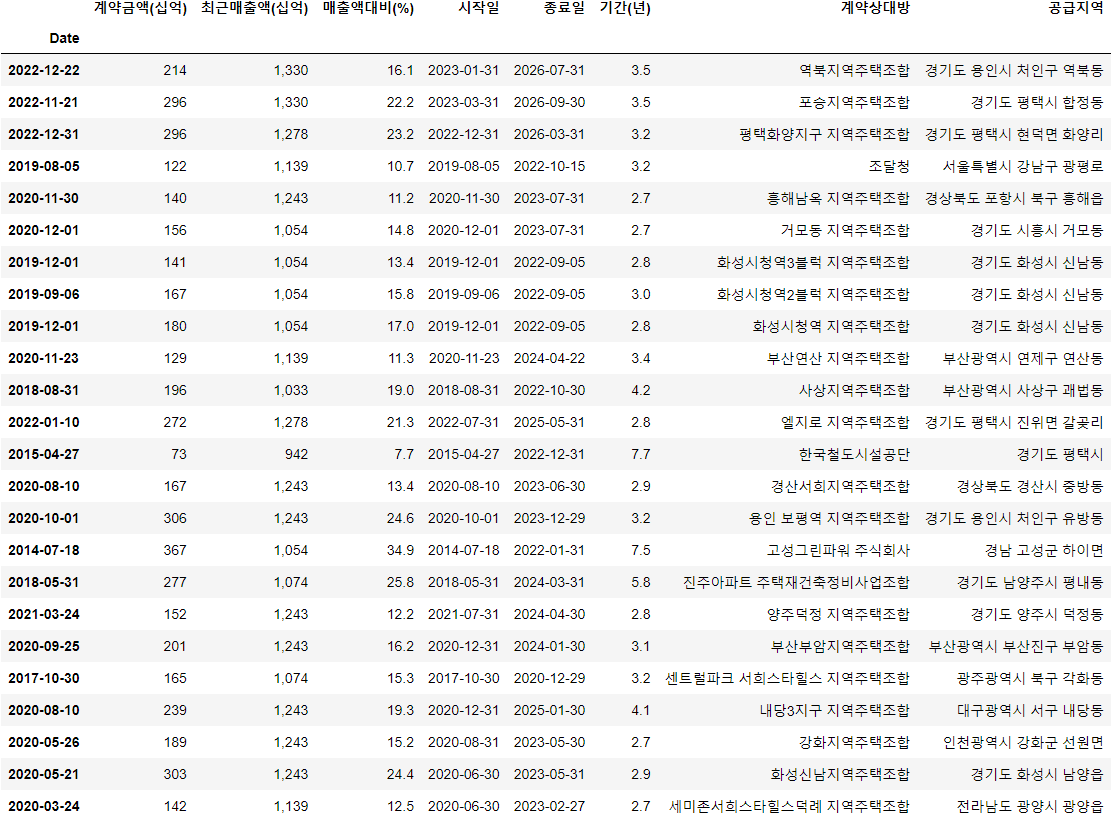 계약금액(십억) 최근매출액(십억) 매출액대비(%) 시작일 종료일 기간(년) 계약상대방 공급지역
Date
2022-12-22 214 1,330 16.1 2023-01-31 2026-07-31 3.5 역북지역주택조합 경기도 용인시 처인구 역북동
2022-11-21 296 1,330 22.2 2023-03-31 2026-09-30 3.5 포승지역주택조합 경기도 평택시 합정동
2022-12-31 296 1,278 23.2 2022-12-31 2026-03-31 3.2 평택화양지구 지역주택조합 경기도 평택시 현덕면 화양리
2019-08-05 122 1,139 10.7 2019-08-05 2022-10-15 3.2 조달청 서울특별시 강남구 광평로
2020-11-30 140 1,243 11.2 2020-11-30 2023-07-31 2.7 흥해남옥 지역주택조합 경상북도 포항시 북구 흥해읍
2020-12-01 156 1,054 14.8 2020-12-01 2023-07-31 2.7 거모동 지역주택조합 경기도 시흥시 거모동
2019-12-01 141 1,054 13.4 2019-12-01 2022-09-05 2.8 화성시청역3블럭 지역주택조합 경기도 화성시 신남동
2019-09-06 167 1,054 15.8 2019-09-06 2022-09-05 3.0 화성시청역2블럭 지역주택조합 경기도 화성시 신남동
2019-12-01 180 1,054 17.0 2019-12-01 2022-09-05 2.8 화성시청역 지역주택조합 경기도 화성시 신남동
2020-11-23 129 1,139 11.3 2020-11-23 2024-04-22 3.4 부산연산 지역주택조합 부산광역시 연제구 연산동
2018-08-31 196 1,033 19.0 2018-08-31 2022-10-30 4.2 사상지역주택조합 부산광역시 사상구 괘법동
2022-01-10 272 1,278 21.3 2022-07-31 2025-05-31 2.8 엘지로 지역주택조합 경기도 평택시 진위면 갈곶리
2015-04-27 73 942 7.7 2015-04-27 2022-12-31 7.7 한국철도시설공단 경기도 평택시
2020-08-10 167 1,243 13.4 2020-08-10 2023-06-30 2.9 경산서희지역주택조합 경상북도 경산시 중방동
2020-10-01 306 1,243 24.6 2020-10-01 2023-12-29 3.2 용인 보평역 지역주택조합 경기도 용인시 처인구 유방동
2014-07-18 367 1,054 34.9 2014-07-18 2022-01-31 7.5 고성그린파워 주식회사 경남 고성군 하이면
2018-05-31 277 1,074 25.8 2018-05-31 2024-03-31 5.8 진주아파트 주택재건축정비사업조합 경기도 남양주시 평내동
2021-03-24 152 1,243 12.2 2021-07-31 2024-04-30 2.8 양주덕정 지역주택조합 경기도 양주시 덕정동
2020-09-25 201 1,243 16.2 2020-12-31 2024-01-30 3.1 부산부암지역주택조합 부산광역시 부산진구 부암동
2017-10-30 165 1,074 15.3 2017-10-30 2020-12-29 3.2 센트럴파크 서희스타힐스 지역주택조합 광주광역시 북구 각화동
2020-08-10 239 1,243 19.3 2020-12-31 2025-01-30 4.1 내당3지구 지역주택조합 대구광역시 서구 내당동
2020-05-26 189 1,243 15.2 2020-08-31 2023-05-30 2.7 강화지역주택조합 인천광역시 강화군 선원면
2020-05-21 303 1,243 24.4 2020-06-30 2023-05-31 2.9 화성신남지역주택조합 경기도 화성시 남양읍
2020-03-24 142 1,139 12.5 2020-06-30 2023-02-27 2.7 세미존서희스타힐스덕례 지역주택조합 전라남도 광양시 광양읍